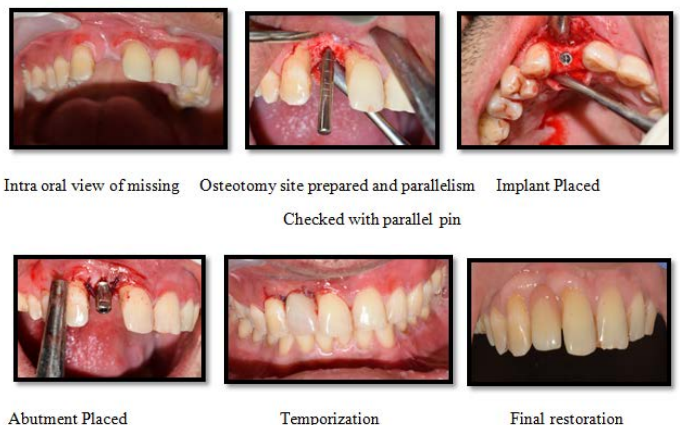 Intra oral view of missing Osteotomy site prepared and parallelism Implant Placed
Checked with parallel pin
Abutment Placed Temporization Final restoration